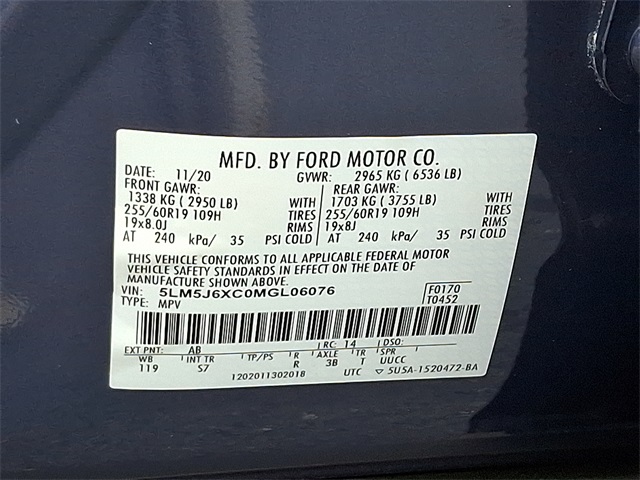 MFD. BY FORD MOTOR CO.
DATE: 11/20 GVWR: 2965 KG ( 6536 LB)
FRONT GAWR: REAR GAWR:
1338 KG ( 2950 LB) WITH 1703 KG ( 3755 LB) WITH
255/60R19 109H TIRES 255/60R19 109H TIRES
19x8.0J 19x8J
AT 240 kPa/ 35 PSI COLD AT 240 kPa/ 35 PSI COLD
THIS VEHICLE CONFORMS TO ALL APPLICABLE FEDERAL MOTOR
VEHICLE SAFETY STANDARDS IN EFFECT ON THE DATE OF
MANUFACTURE SHOWN ABOVE.
VIN: 5LM5J6XC0MGL06076 F0170
TYPE: MPV T0452
EXT PNT: AB RC: 14 DSO:
WB INT TR TP/PS R AXLE TR SPR
119 S7 R 3B T UUCC
1202011302018 UTC ▽ 5U5A-1520472-BA